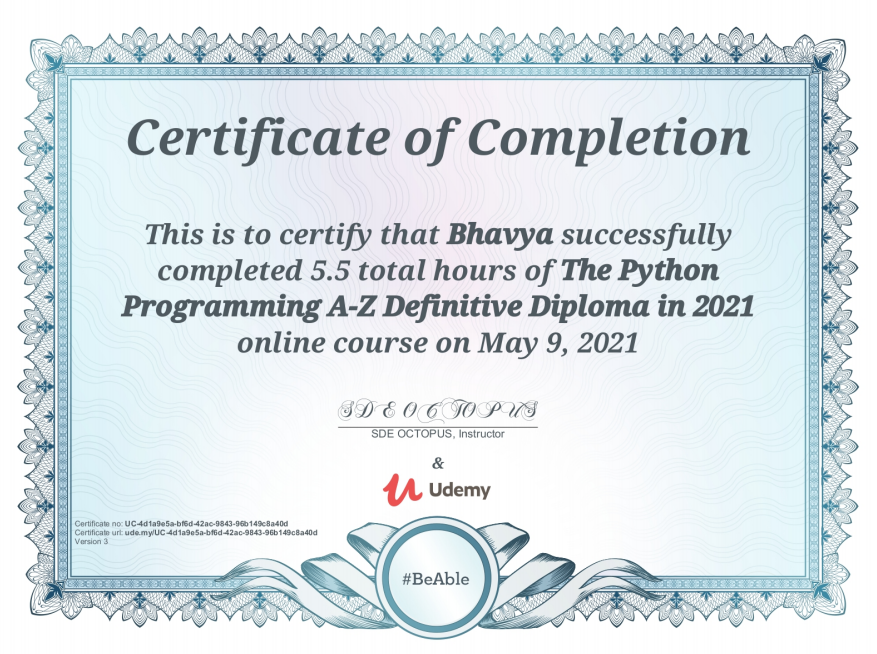 Certificate of Completion
This is to certify that Bhavya successfully
completed 5.5 total hours of The Python
Programming A-Z Definitive Diploma in 2021
online course on May 9, 2021
SDE OCTOPUS
SDE OCTOPUS, Instructor
&
Udemy
Certificate no: UC-4d1a9e5a-bf6d-42ac-9843-96b149c8a40d
Certificate url: ude.my/UC-4d1a9e5a-bf6d-42ac-9843-96b149c8a40d
Version 3
#BeAble